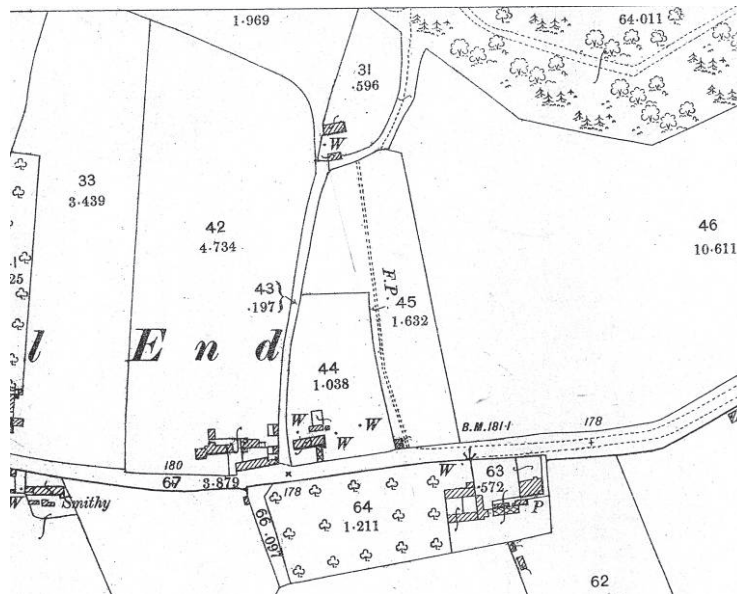 1.969
64.011
31
.596
W
33
3.439
42
4.734
46
10.611
25
43
.197
F.P.
45
1.632
l End
44
1.038
W
W
W
B.M.181.1
178
180
67 3.879
W
63
.572
W Smithy
178
64
1.211
P
66 .097
62